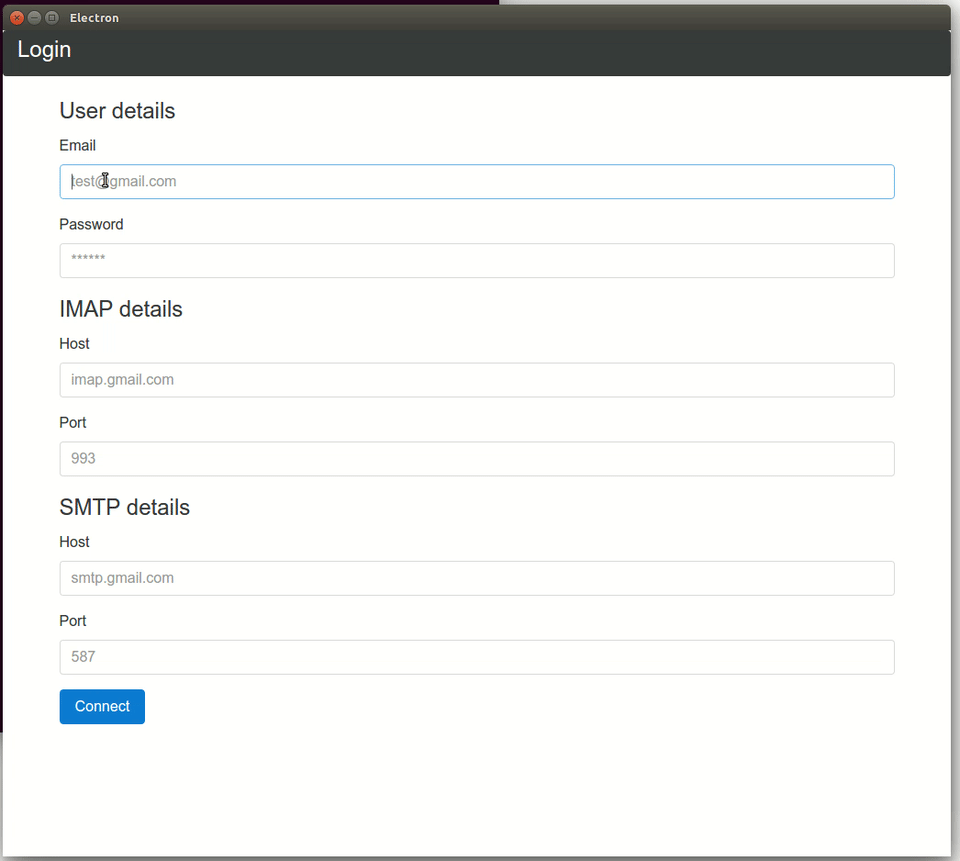 Electron
Login
User details
Email
test@gmail.com
Password
******
IMAP details
Host
imap.gmail.com
Port
993
SMTP details
Host
smtp.gmail.com
Port
587
Connect